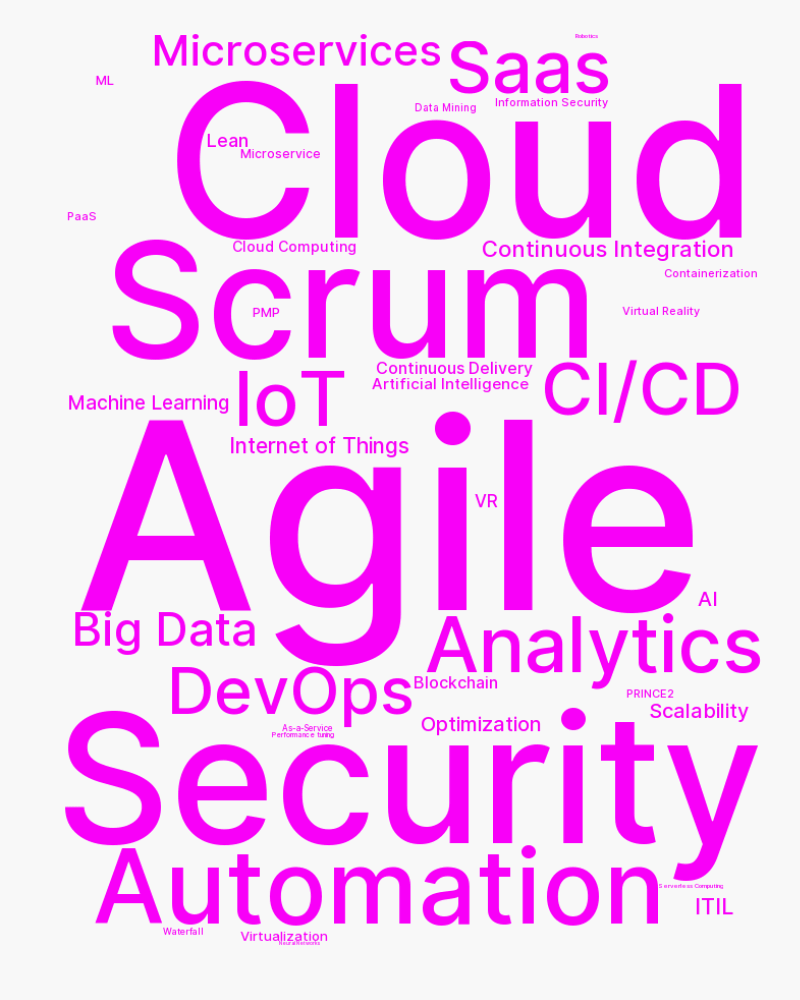 Robotics
Microservices
Saas
ML
Cloud
Data Mining
Information Security
Lean
Microservice
PaaS
Cloud Computing
Continuous Integration
Scrum
Containerization
PMP
Virtual Reality
Continuous Delivery
Artificial Intelligence
CI/CD
IoT
Machine Learning
Internet of Things
Agile
VR
AI
Big Data
Analytics
DevOps
Blockchain
PRINCE2
Scalability
Optimization
As-a-Service
Performance tuning
Security
Automation
Serverless Computing
ITIL
Waterfall
Virtualization
Neural Networks